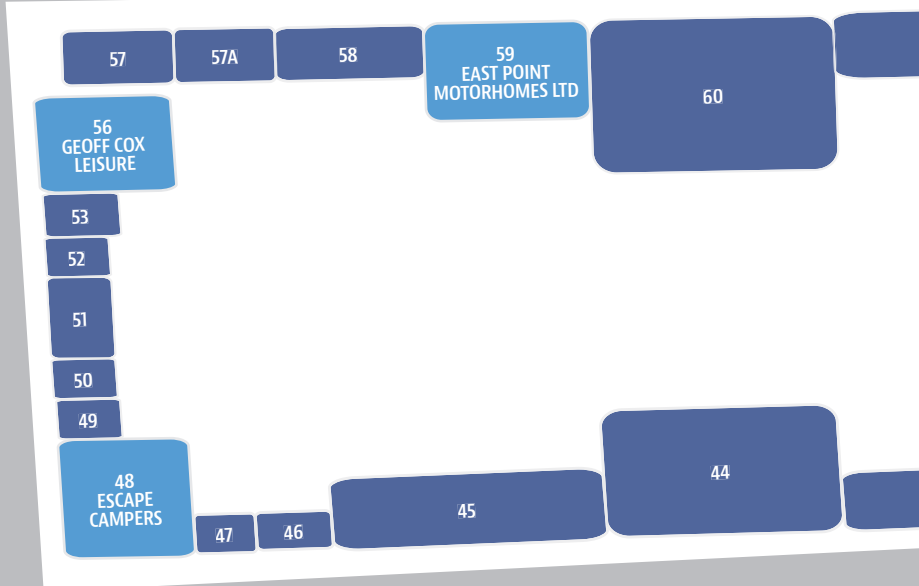 57
57A
58
59
EAST POINT
MOTORHOMES LTD
60
56
GEOFF COX
LEISURE
53
52
51
50
49
48
ESCAPE
CAMPERS
47
46
45
44